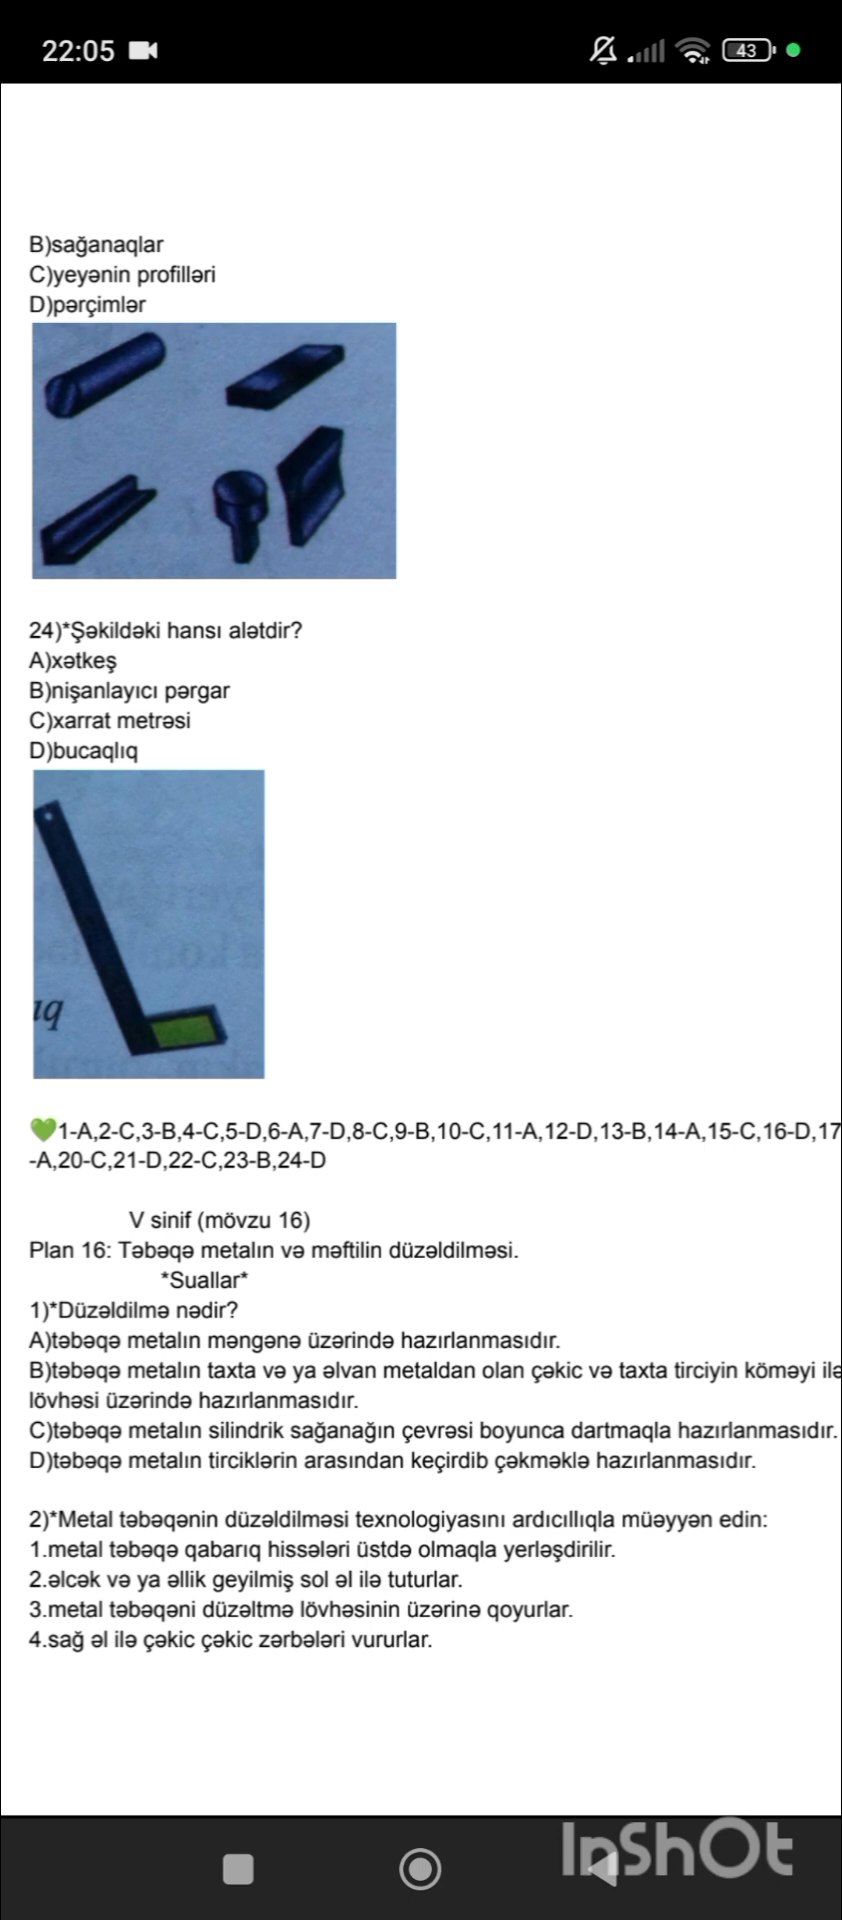 22:05
43
B)sağanaqlar
C)yeyənin profilləri
D)pərçimlər
24)*Şəkildəki hansı alətdir?
A)xətkeş
B)nişanlayıcı pərgar
C)xarrat metrəsi
D)bucaqlıq
ıq
💚1-A,2-C,3-B,4-C,5-D,6-A,7-D,8-C,9-B,10-C,11-A,12-D,13-B,14-A,15-C,16-D,17
-A,20-C,21-D,22-C,23-B,24-D
V sinif (mövzu 16)
Plan 16: Təbəqə metalın və məftilin düzəldilməsi.
*Suallar*
1)*Düzəldilmə nədir?
A)təbəqə metalın məngənə üzərində hazırlanmasıdır.
B)təbəqə metalın taxta və ya əlvan metaldan olan çəkic və taxta tirciyin köməyi ilə
lövhəsi üzərində hazırlanmasıdır.
C)təbəqə metalın silindrik sağanağın çevrəsi boyunca dartmaqla hazırlanmasıdır.
D)təbəqə metalın tirciklərin arasından keçirdib çəkməklə hazırlanmasıdır.
2)*Metal təbəqənin düzəldilməsi texnologiyasını ardıcıllıqla müəyyən edin:
1.metal təbəqə qabarıq hissələri üstdə olmaqla yerləşdirilir.
2.əlcək və ya əllik geyilmiş sol əl ilə tuturlar.
3.metal təbəqəni düzəltmə lövhəsinin üzərinə qoyurlar.
4.sağ əl ilə çəkic çəkic zərbələri vururlar.
InShOt